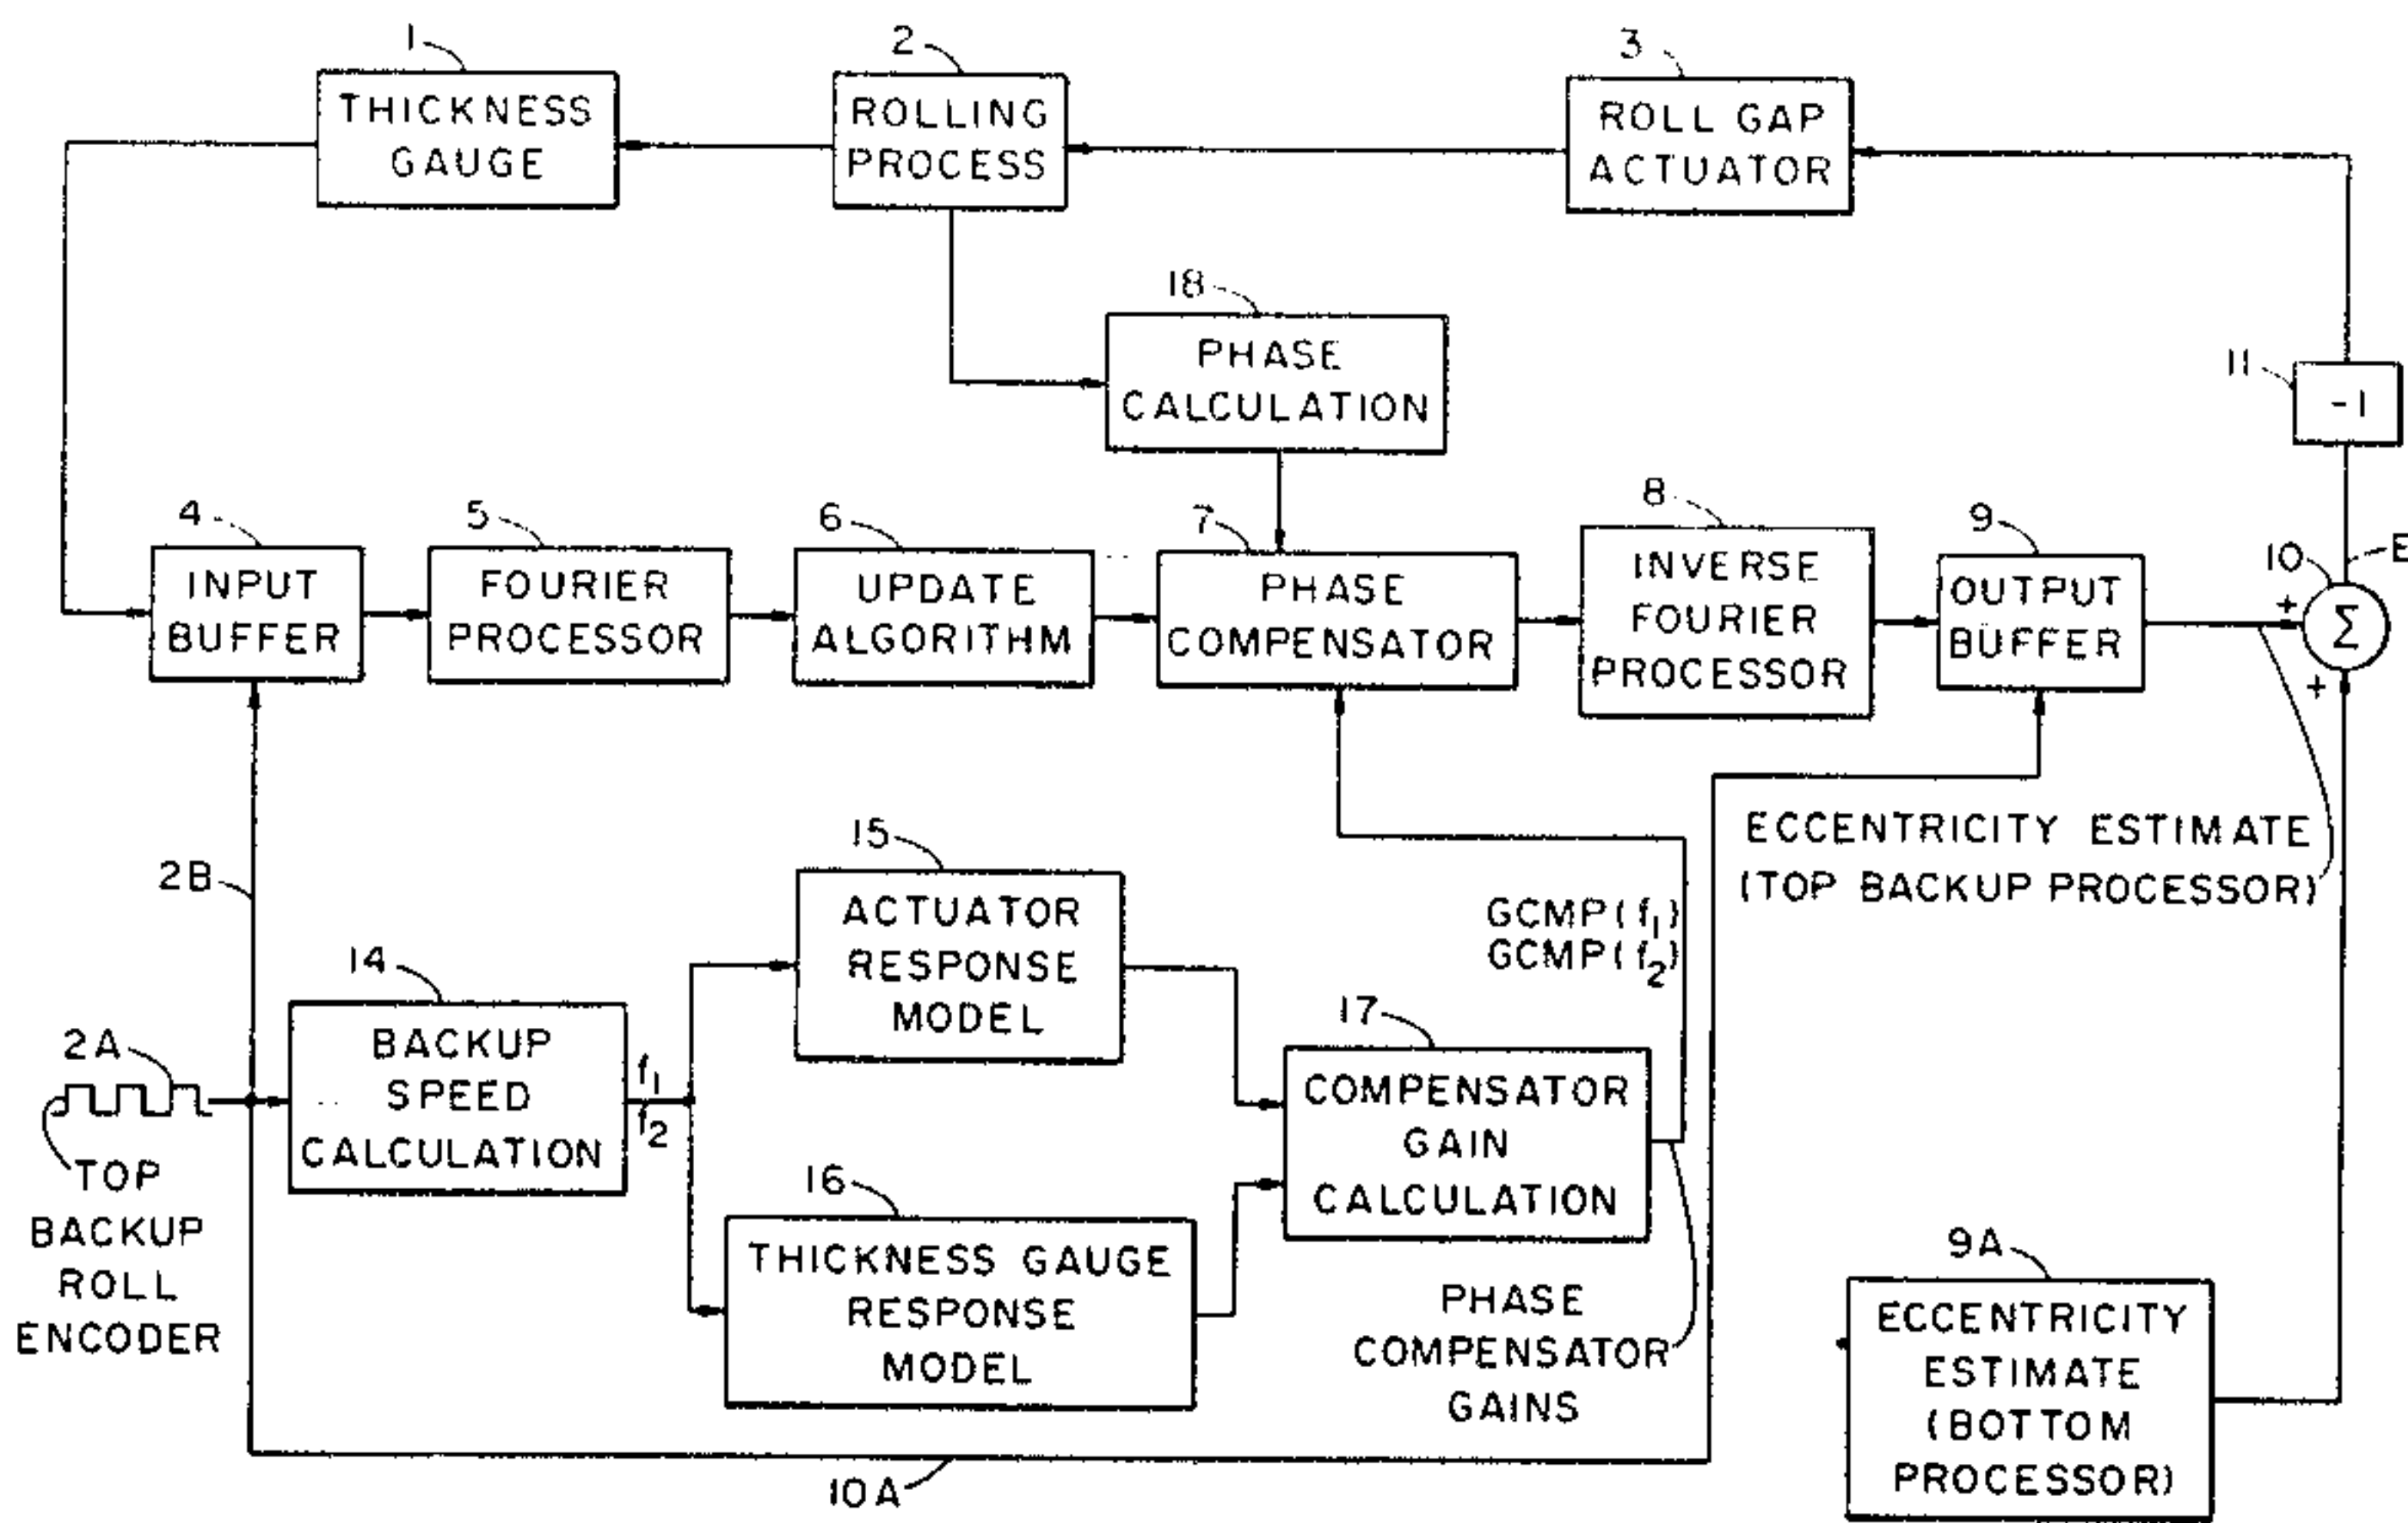 1
THICKNESS
GAUGE
2
ROLLING
PROCESS
3
ROLL GAP
ACTUATOR
18
PHASE
CALCULATION
11
-1
4
INPUT
BUFFER
5
FOURIER
PROCESSOR
6
UPDATE
ALGORITHM
7
PHASE
COMPENSATOR
8
INVERSE
FOURIER
PROCESSOR
9
OUTPUT
BUFFER
10
E
+
Σ
+
ECCENTRICITY ESTIMATE
(TOP BACKUP PROCESSOR)
2B
15
ACTUATOR
RESPONSE
MODEL
GCMP(f1)
GCMP(f2)
14
BACKUP
SPEED
CALCULATION
f1
f2
2A
TOP
BACKUP
ROLL
ENCODER
16
THICKNESS GAUGE
RESPONSE
MODEL
17
COMPENSATOR
GAIN
CALCULATION
PHASE
COMPENSATOR
GAINS
10A
9A
ECCENTRICITY
ESTIMATE
(BOTTOM
PROCESSOR)